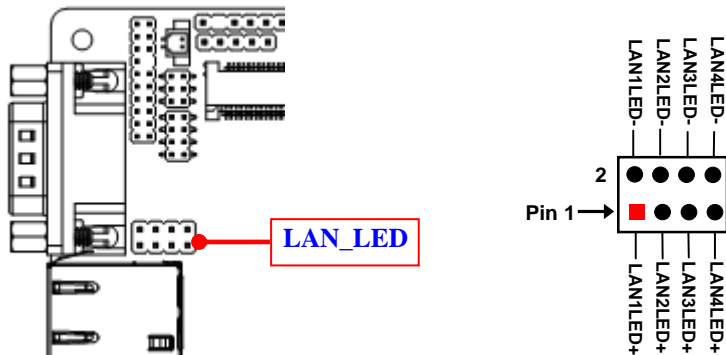 LAN_LED
LAN1LED-
LAN2LED-
LAN3LED-
LAN4LED-
2
Pin 1
LAN1LED+
LAN2LED+
LAN3LED+
LAN4LED+